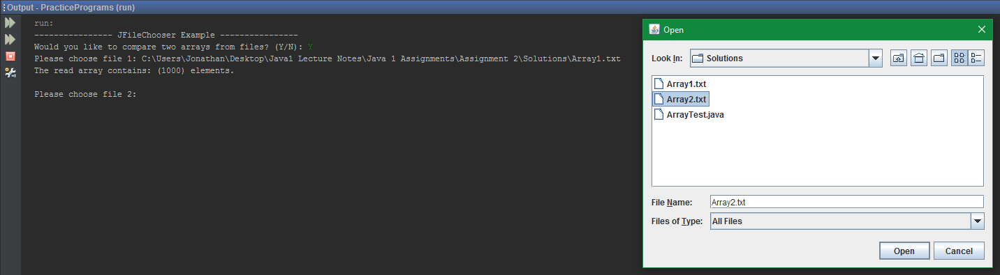 Output - PracticePrograms (run)
run:
---------------- JFileChooser Example ----------------
Would you like to compare two arrays from files? (Y/N): Y
Please choose file 1: C:\Users\Jonathan\Desktop\Java1 Lecture Notes\Java 1 Assignments\Assignment 2\Solutions\Array1.txt
The read array contains: (1000) elements.
Please choose file 2:
Open
Look In: Solutions
Array1.txt
Array2.txt
ArrayTest.java
File Name: Array2.txt
Files of Type: All Files
Open Cancel